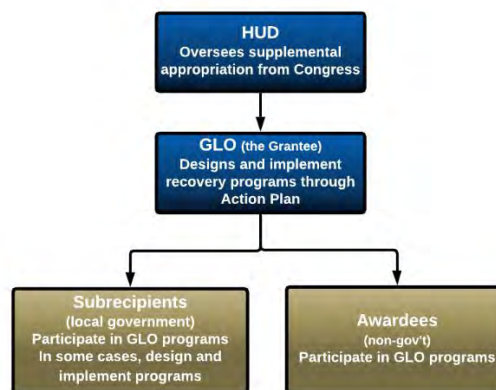 HUD
Oversees supplemental
appropriation from Congress
GLO (the Grantee)
Designs and implement
recovery programs through
Action Plan
Subrecipients
(local government)
Participate in GLO programs
In some cases, design and
implement programs
Awardees
(non-gov't)
Participate in GLO programs